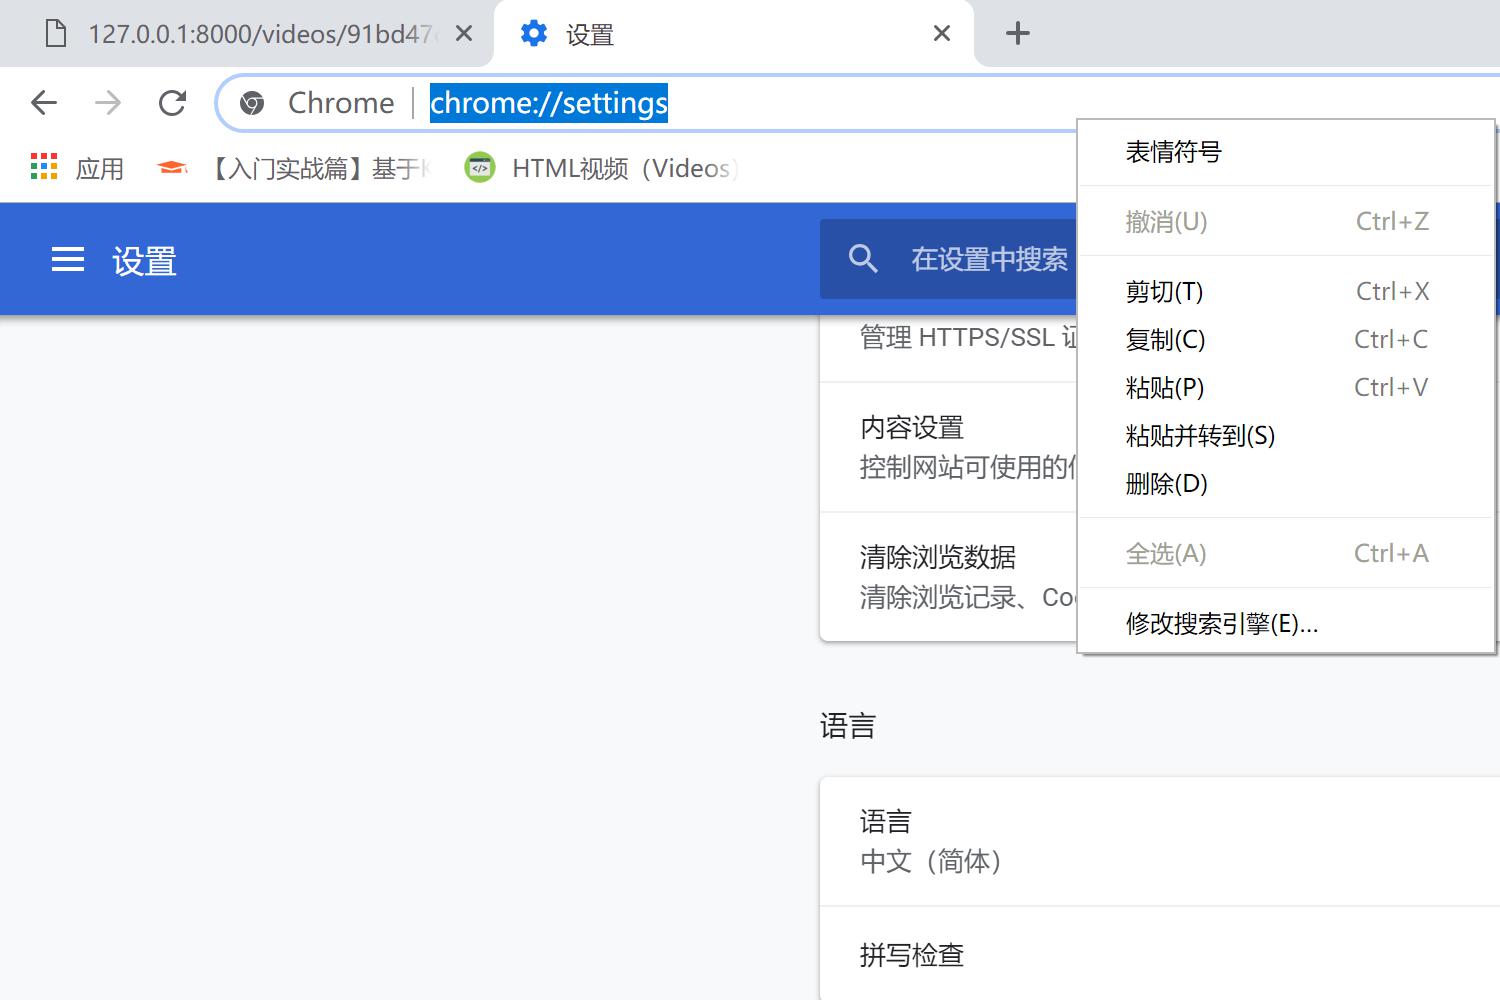 127.0.0.1:8000/videos/91bd47
设置
Chrome
chrome://settings
应用
【入门实战篇】基于
HTML视频（Videos）
设置
在设置中搜索
管理 HTTPS/SSL
内容设置
控制网站可使用的
清除浏览数据
清除浏览记录、Coo
语言
语言
中文（简体）
拼写检查
表情符号
撤消(U) Ctrl+Z
剪切(T) Ctrl+X
复制(C) Ctrl+C
粘贴(P) Ctrl+V
粘贴并转到(S)
删除(D)
全选(A) Ctrl+A
修改搜索引擎(E)...